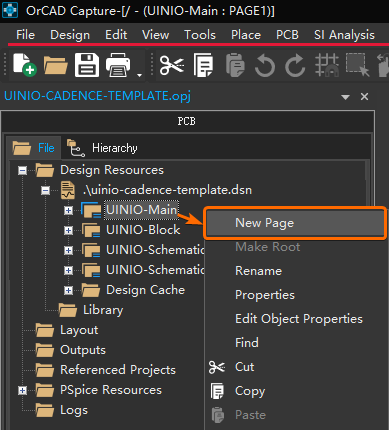 OrCAD Capture-[/ - (UINIO-Main : PAGE1)]
File Design Edit View Tools Place PCB SI Analysis
UINIO-CADENCE-TEMPLATE.opj
PCB
File Hierarchy
Design Resources
.\uinio-cadence-template.dsn
UINIO-Main
UINIO-Block
UINIO-Schematic
UINIO-Schematic
Design Cache
Library
Layout
Outputs
Referenced Projects
PSpice Resources
Logs
New Page
Make Root
Rename
Properties
Edit Object Properties
Find
Cut
Copy
Paste